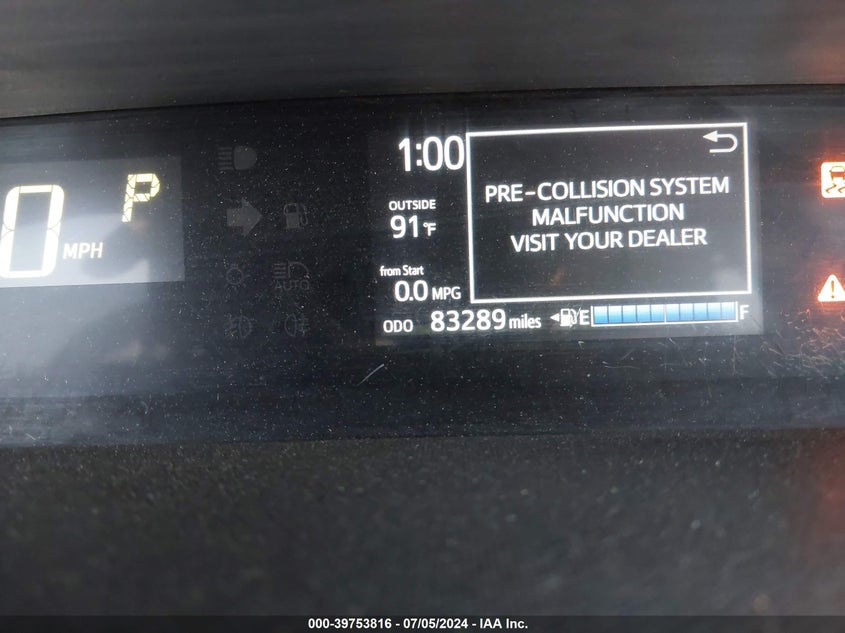 0 MPH
P
AUTO
1:00
OUTSIDE
91°F
from Start
0.0 MPG
ODO 83289 miles
E
F
PRE-COLLISION SYSTEM
MALFUNCTION
VISIT YOUR DEALER
000-39753816 - 07/05/2024 - IAA Inc.